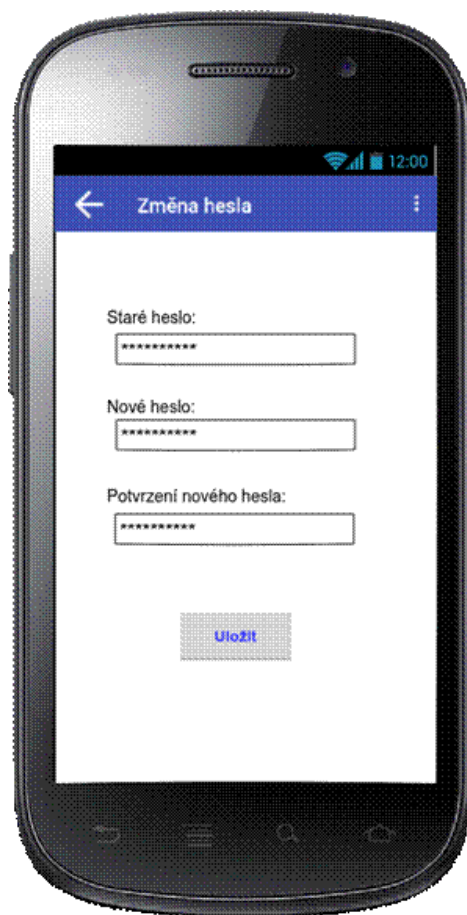 12:00
Změna hesla
Staré heslo:
**********
Nové heslo:
**********
Potvrzení nového hesla:
**********
Uložit